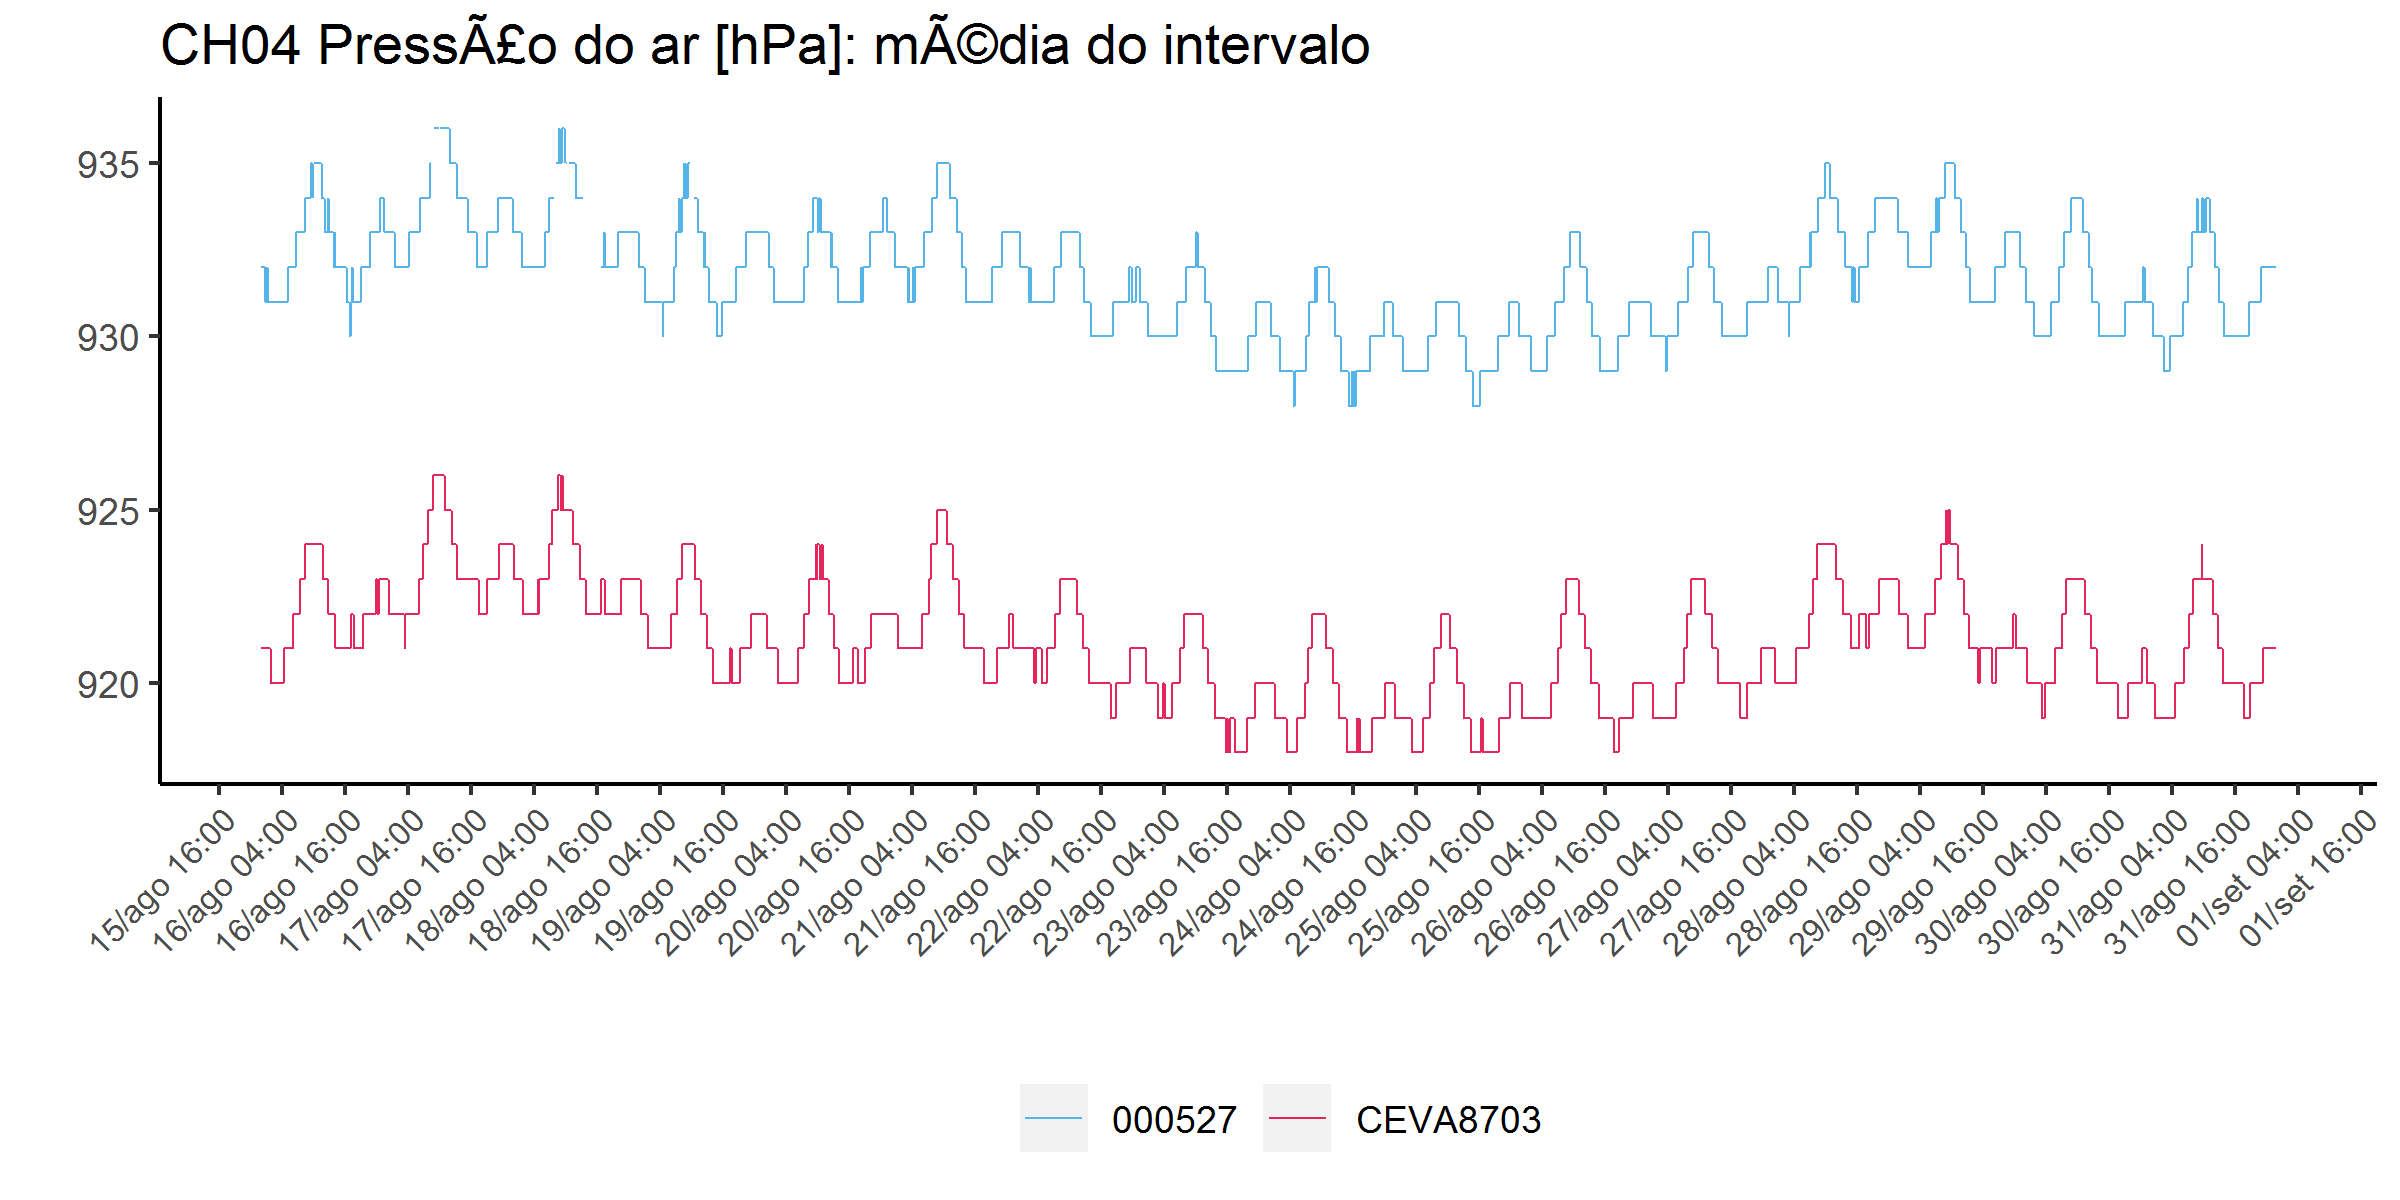 CH04 PressÃ£o do ar [hPa]: mÃ©dia do intervalo
935
930
925
920
15/ago 16:00
16/ago 04:00
16/ago 16:00
17/ago 04:00
17/ago 16:00
18/ago 04:00
18/ago 16:00
19/ago 04:00
19/ago 16:00
20/ago 04:00
20/ago 16:00
21/ago 04:00
21/ago 16:00
22/ago 04:00
22/ago 16:00
23/ago 04:00
23/ago 16:00
24/ago 04:00
24/ago 16:00
25/ago 04:00
25/ago 16:00
26/ago 04:00
26/ago 16:00
27/ago 04:00
27/ago 16:00
28/ago 04:00
28/ago 16:00
29/ago 04:00
29/ago 16:00
30/ago 04:00
30/ago 16:00
31/ago 04:00
31/ago 16:00
01/set 04:00
01/set 16:00
000527
CEVA8703